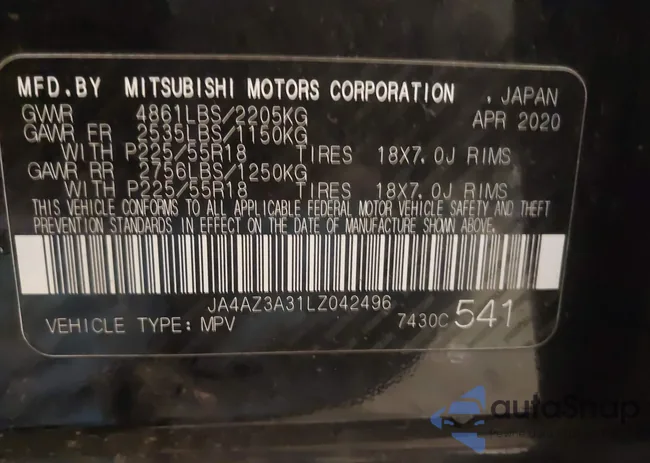 MFD.BY MITSUBISHI MOTORS CORPORATION . JAPAN
GVWR 4861LBS/2205KG APR 2020
GAWR FR 2535LBS/1150KG
WITH P225/55R18 TIRES 18X7.0J RIMS
GAWR RR 2756LBS/1250KG
WITH P225/55R18 TIRES 18X7.0J RIMS
THIS VEHICLE CONFORMS TO ALL APPLICABLE FEDERAL MOTOR VEHICLE SAFETY AND THEFT
PREVENTION STANDARDS IN EFFECT ON THE DATE OF MANUFACTURE SHOWN ABOVE.
JA4AZ3A31LZ042496
VEHICLE TYPE: MPV 7430C 541
autoSnap